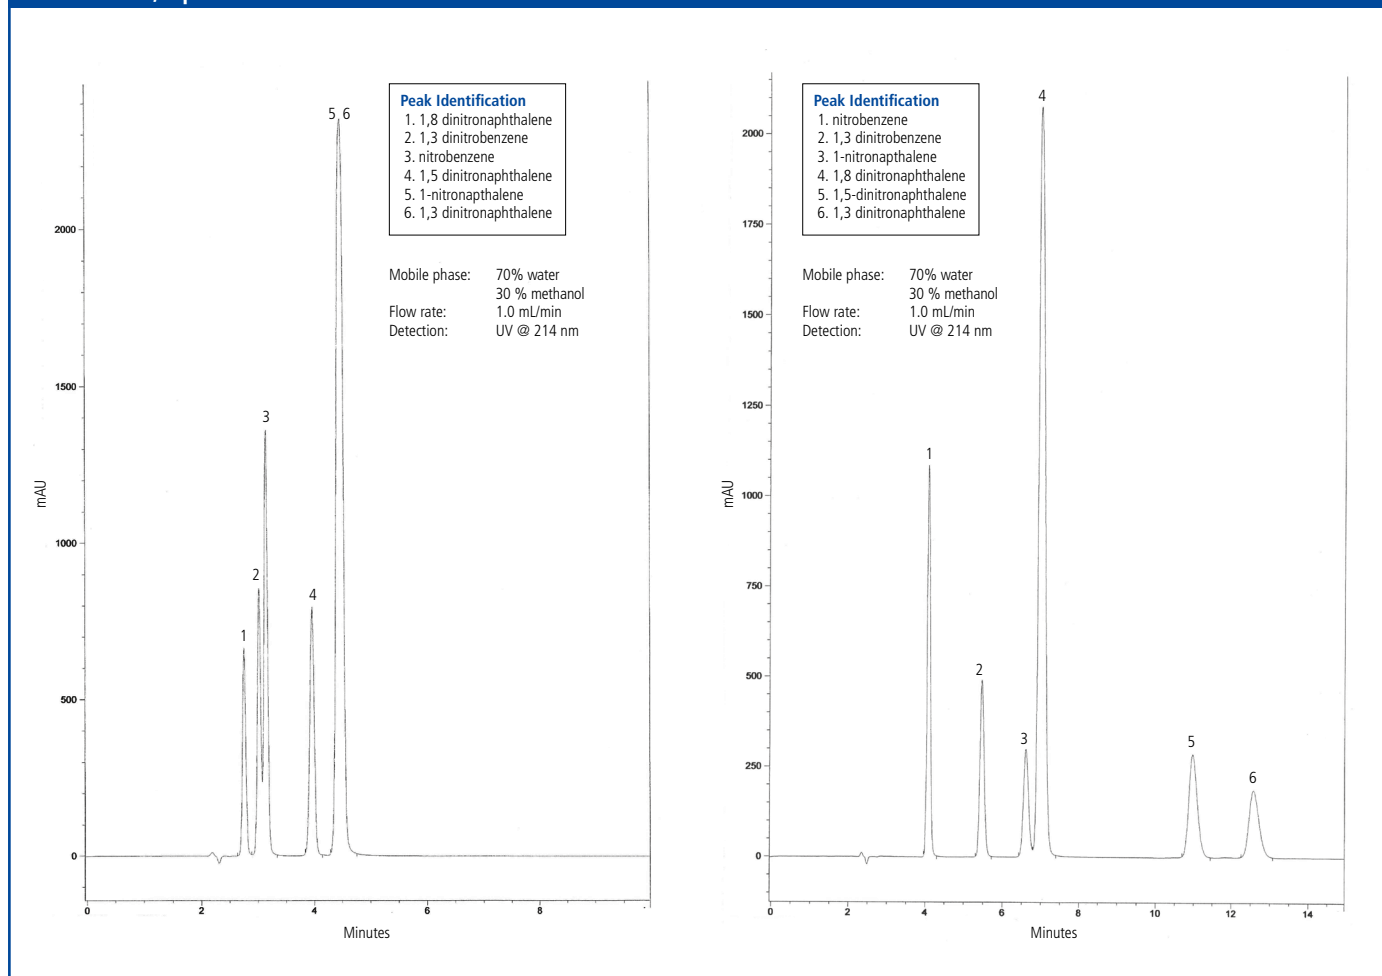 5 6
Peak Identification
1. 1,8 dinitronaphthalene
2. 1,3 dinitrobenzene
3. nitrobenzene
4. 1,5 dinitronaphthalene
5. 1-nitronapthalene
6. 1,3 dinitronaphthalene
Mobile phase: 70% water
30 % methanol
Flow rate: 1.0 mL/min
Detection: UV @ 214 nm
2000
1500
1000
500
0
mAU
1
2
3
4
0 2 4 6 8
Minutes
Peak Identification
1. nitrobenzene
2. 1,3 dinitrobenzene
3. 1-nitronapthalene
4. 1,8 dinitronaphthalene
5. 1,5-dinitronaphthalene
6. 1,3 dinitronaphthalene
Mobile phase: 70% water
30 % methanol
Flow rate: 1.0 mL/min
Detection: UV @ 214 nm
2000
1750
1500
1250
1000
750
500
250
0
mAU
1
2
3
4
5
6
0 2 4 6 8 10 12 14
Minutes